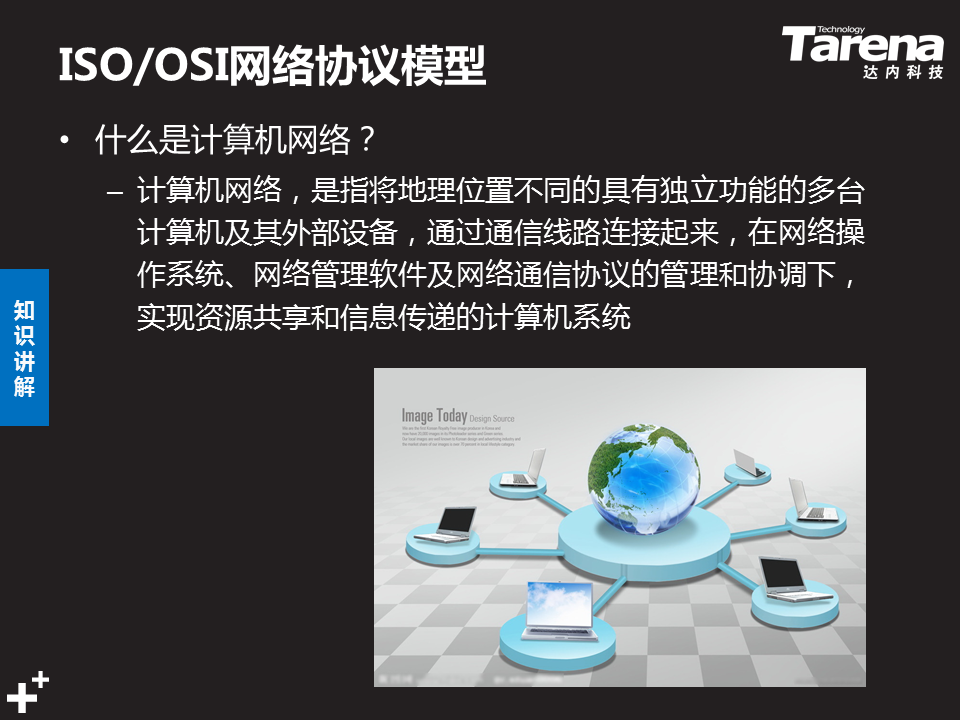 ISO/OSI网络协议模型
Technology
Tarena
达内科技
• 什么是计算机网络？
– 计算机网络，是指将地理位置不同的具有独立功能的多台
计算机及其外部设备，通过通信线路连接起来，在网络操
作系统、网络管理软件及网络通信协议的管理和协调下，
实现资源共享和信息传递的计算机系统
知识讲解
Image Today Design Source